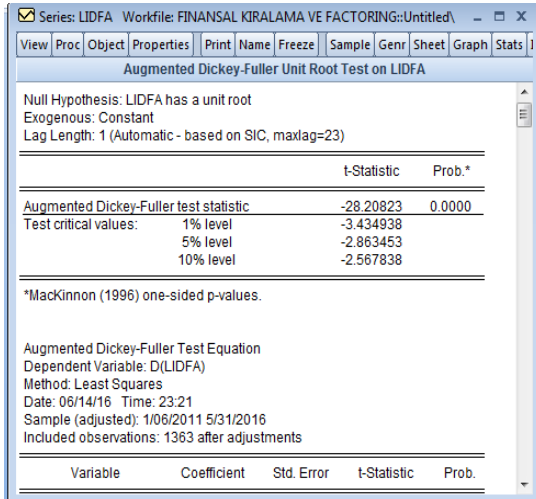 Series: LIDFA Workfile: FINANSAL KIRALAMA VE FACTORING::Untitled\
View Proc Object Properties Print Name Freeze Sample Genr Sheet Graph Stats
Augmented Dickey-Fuller Unit Root Test on LIDFA
Null Hypothesis: LIDFA has a unit root
Exogenous: Constant
Lag Length: 1 (Automatic - based on SIC, maxlag=23)
t-Statistic Prob.*
Augmented Dickey-Fuller test statistic -28.20823 0.0000
Test critical values: 1% level -3.434938
5% level -2.863453
10% level -2.567838
*MacKinnon (1996) one-sided p-values.
Augmented Dickey-Fuller Test Equation
Dependent Variable: D(LIDFA)
Method: Least Squares
Date: 06/14/16 Time: 23:21
Sample (adjusted): 1/06/2011 5/31/2016
Included observations: 1363 after adjustments
Variable Coefficient Std. Error t-Statistic Prob.